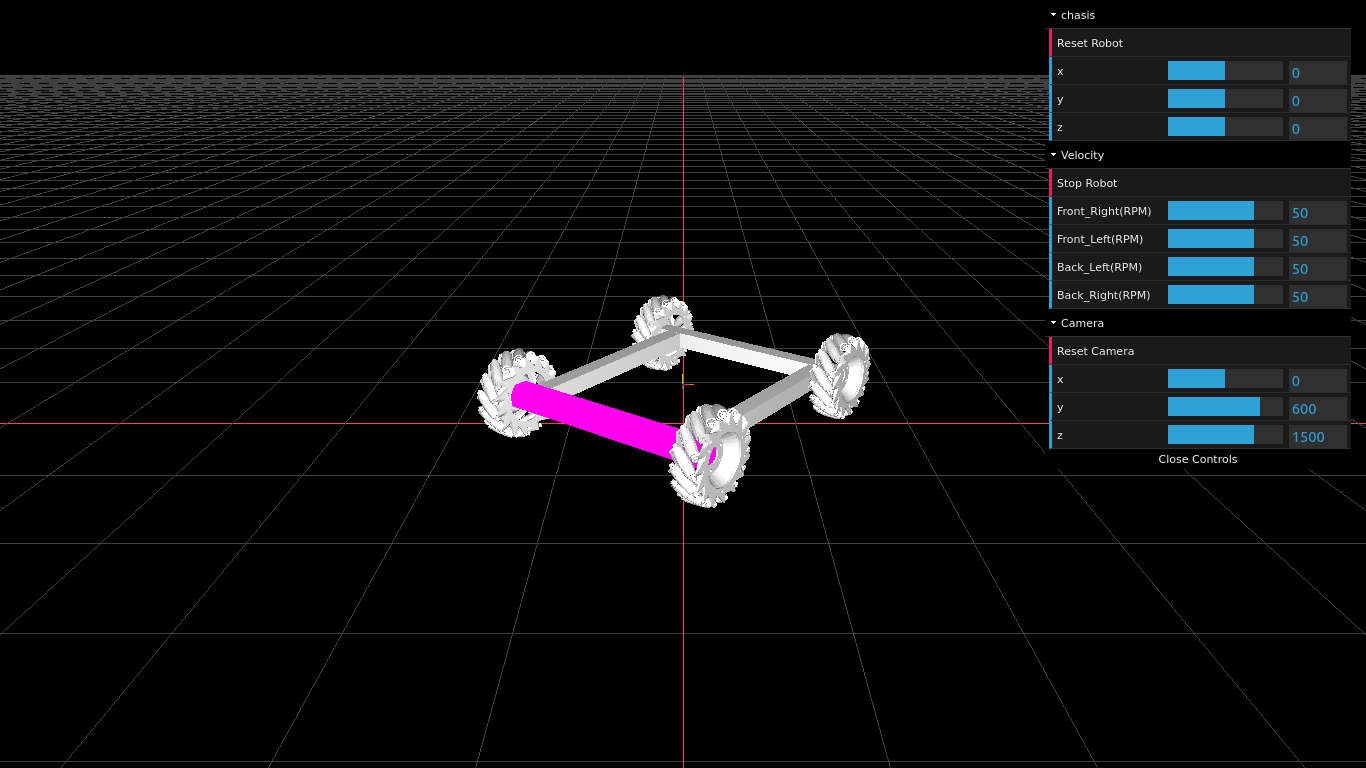 chasis
Reset Robot
x 0
y 0
z 0
Velocity
Stop Robot
Front_Right(RPM) 50
Front_Left(RPM) 50
Back_Left(RPM) 50
Back_Right(RPM) 50
Camera
Reset Camera
x 0
y 600
z 1500
Close Controls